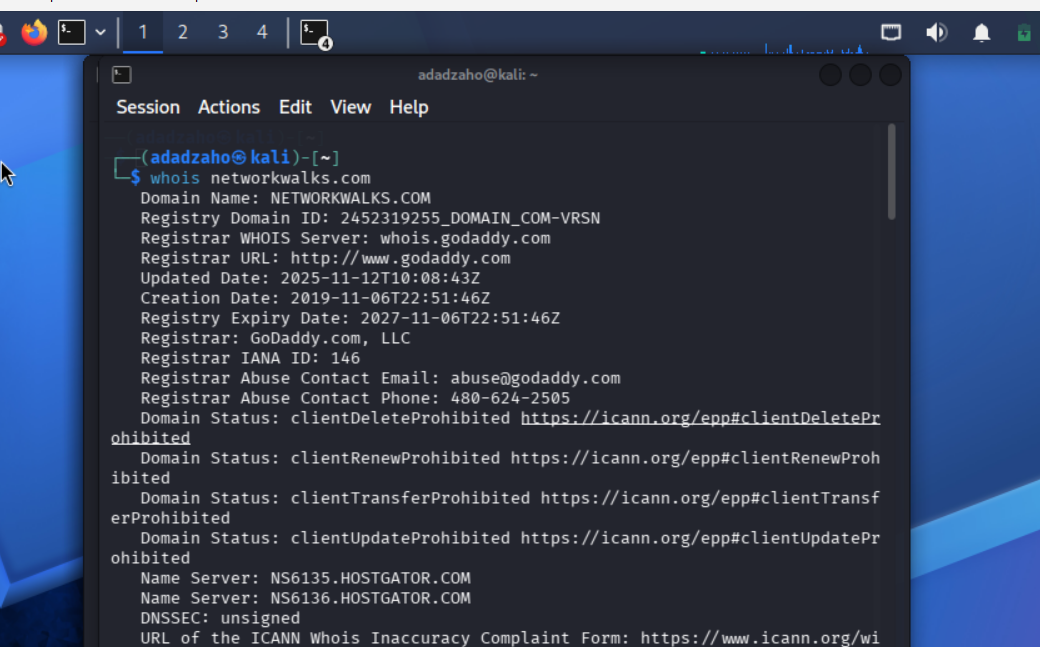 1 2 3 4 4
adadzaho@kali: ~
Session Actions Edit View Help
(adadzaho㉿kali)-[~]
$ whois networkwalks.com
Domain Name: NETWORKWALKS.COM
Registry Domain ID: 2452319255_DOMAIN_COM-VRSN
Registrar WHOIS Server: whois.godaddy.com
Registrar URL: http://www.godaddy.com
Updated Date: 2025-11-12T10:08:43Z
Creation Date: 2019-11-06T22:51:46Z
Registry Expiry Date: 2027-11-06T22:51:46Z
Registrar: GoDaddy.com, LLC
Registrar IANA ID: 146
Registrar Abuse Contact Email: abuse@godaddy.com
Registrar Abuse Contact Phone: 480-624-2505
Domain Status: clientDeleteProhibited https://icann.org/epp#clientDeletePr
ohibited
Domain Status: clientRenewProhibited https://icann.org/epp#clientRenewProh
ibited
Domain Status: clientTransferProhibited https://icann.org/epp#clientTransf
erProhibited
Domain Status: clientUpdateProhibited https://icann.org/epp#clientUpdatePr
ohibited
Name Server: NS6135.HOSTGATOR.COM
Name Server: NS6136.HOSTGATOR.COM
DNSSEC: unsigned
URL of the ICANN Whois Inaccuracy Complaint Form: https://www.icann.org/wi